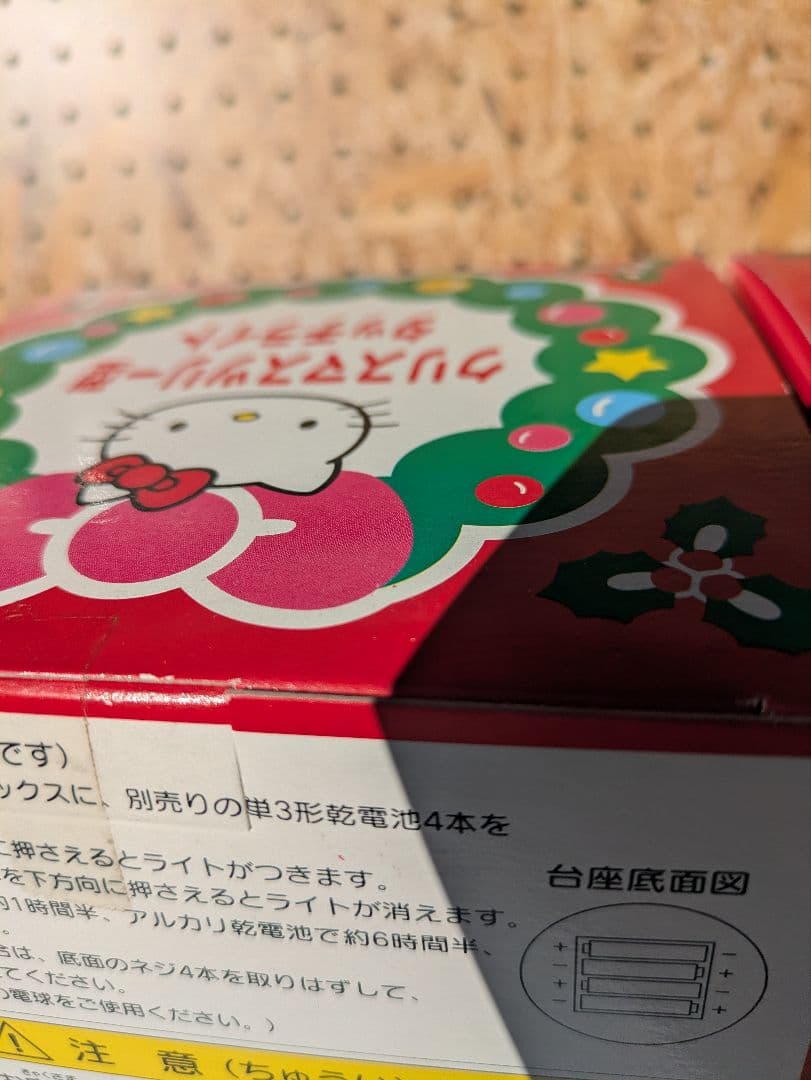 クリスマスツリー型
タッチライト
です)
ックスに、別売りの単3形乾電池4本を
に押さえるとライトがつきます。
を下方向に押さえるとライトが消えます。
約1時間半、アルカリ乾電池で約6時間半、
。
合は、底面のネジ4本を取りはずして、
てください。
の電球をご使用ください。)
台座底面図
+ − − + + − − +
注意(ちゅうい)